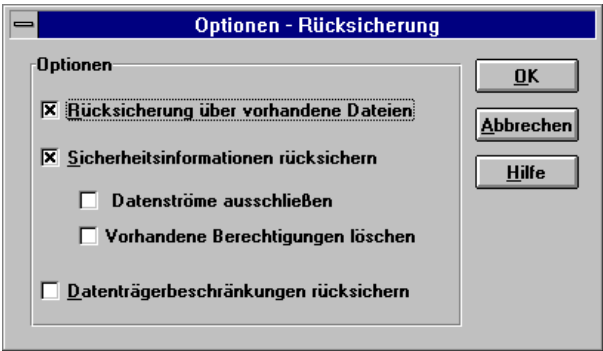 Optionen - Rücksicherung
Optionen
Rücksicherung über vorhandene Dateien
Sicherheitsinformationen rücksichern
Datenströme ausschließen
Vorhandene Berechtigungen löschen
Datenträgerbeschränkungen rücksichern
OK
Abbrechen
Hilfe